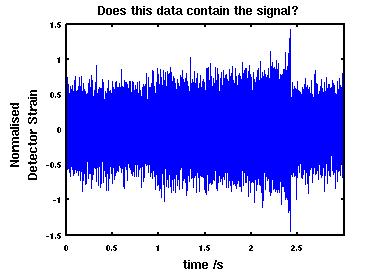 Does this data contain the signal?
1.5
1
0.5
0
-0.5
-1
-1.5
Normalised
Detector Strain
0 0.5 1 1.5 2 2.5
time /s